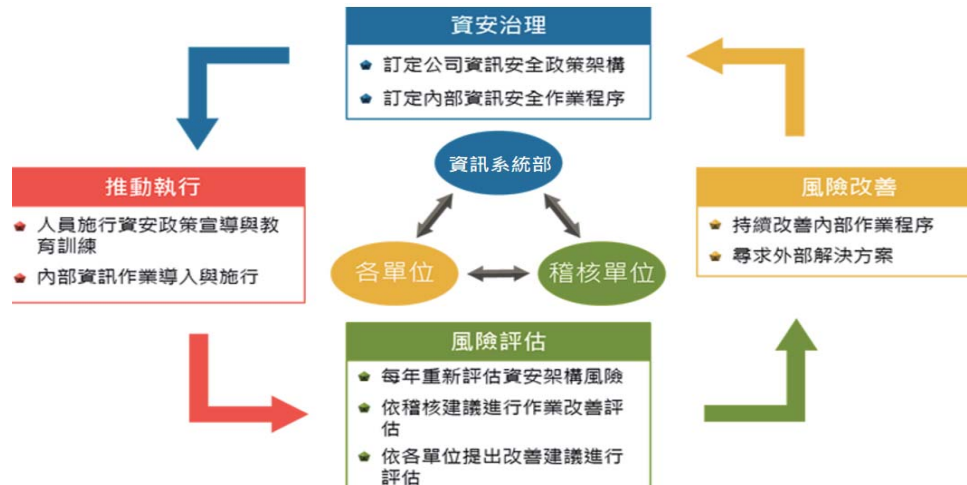 資安治理
訂定公司資訊安全政策架構
訂定內部資訊安全作業程序
資訊系統部
推動執行
人員施行資安政策宣導與教
育訓練
內部資訊作業導入與施行
風險改善
持續改善內部作業程序
尋求外部解決方案
各單位
稽核單位
風險評估
每年重新評估資安架構風險
依稽核建議進行作業改善評
估
依各單位提出改善建議進行
評估